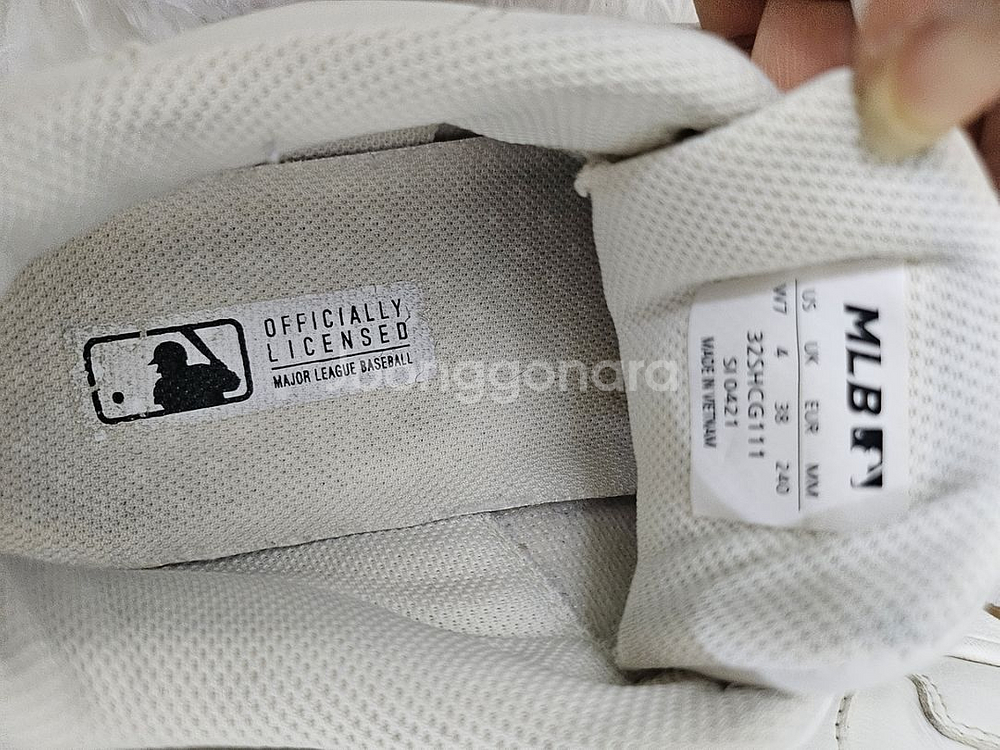 OFFICIALLY
LICENSED
MAJOR LEAGUE BASEBALL
bunggonara
MLB
US UK EUR MM
W7 4 38 240
32SHCG111
SI 0421
MADE IN VIETNAM